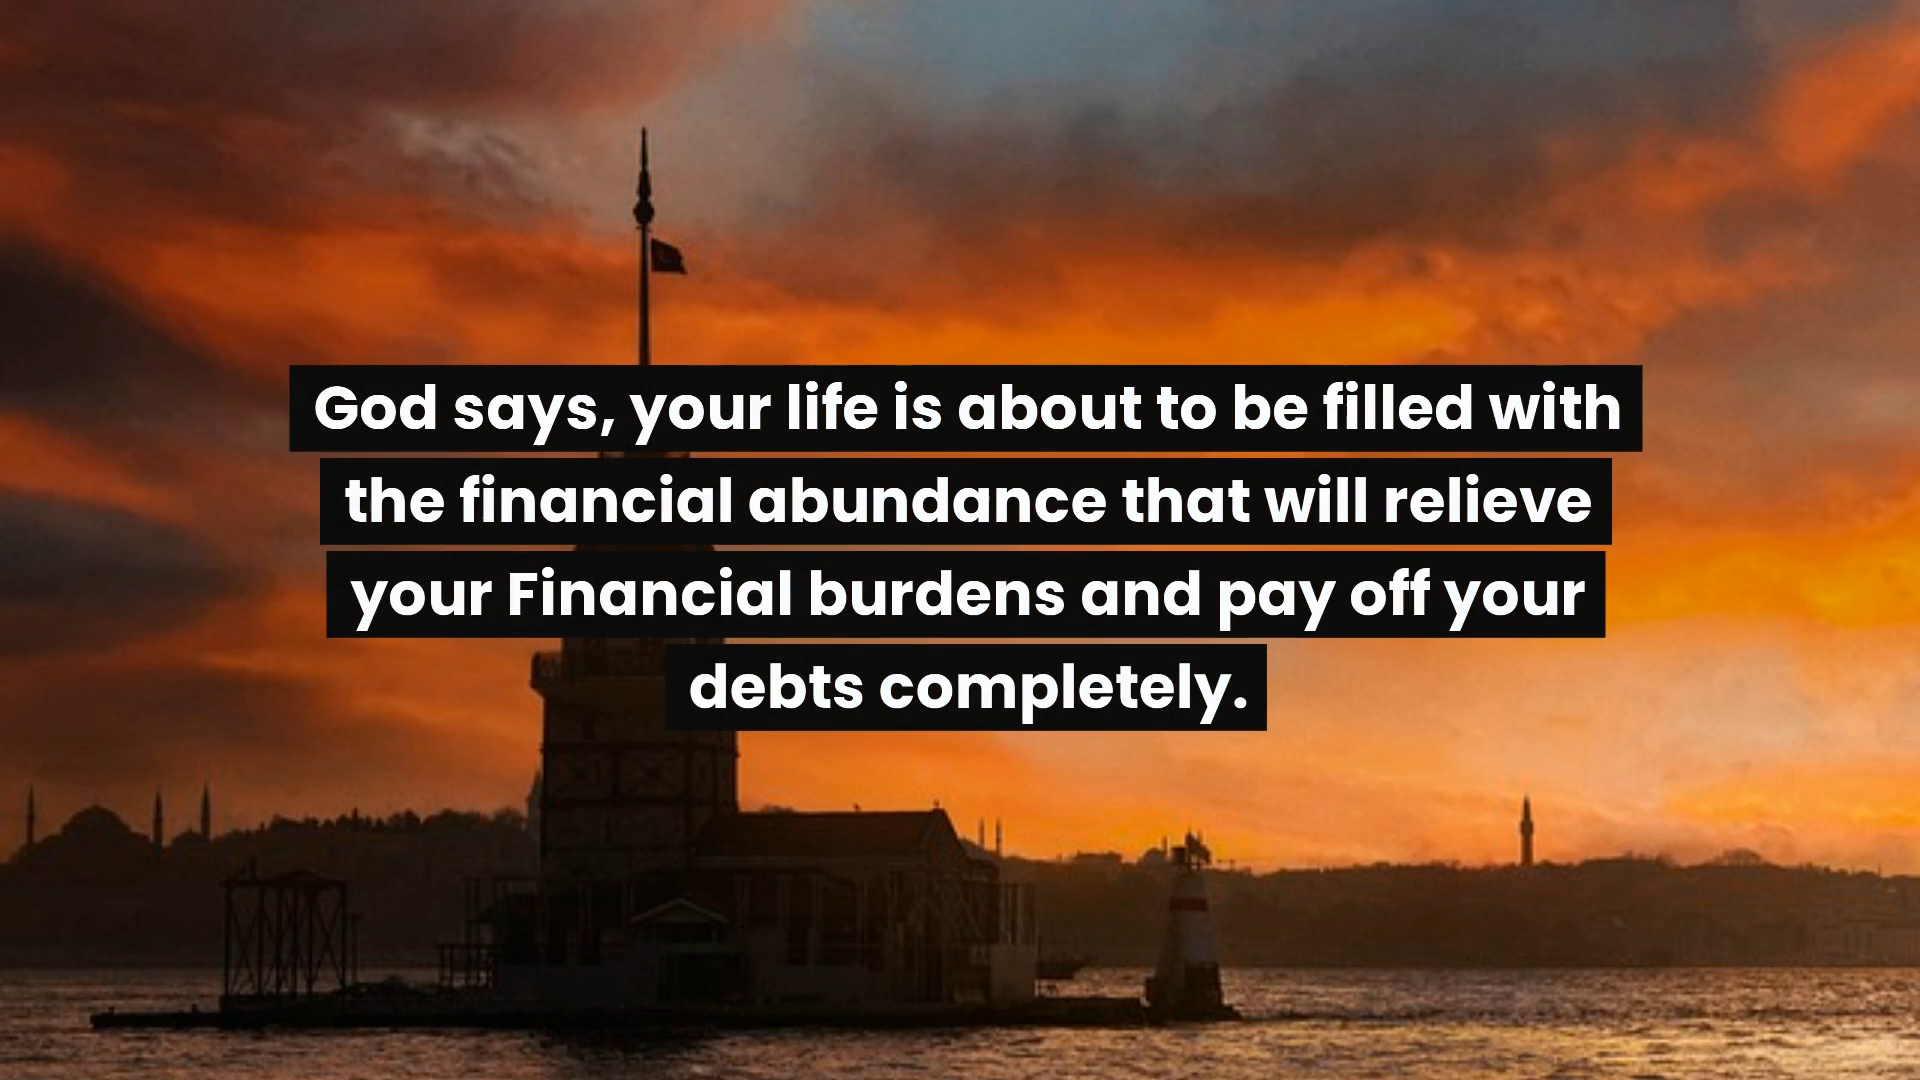 God says, your life is about to be filled with
the financial abundance that will relieve
your Financial burdens and pay off your
debts completely.